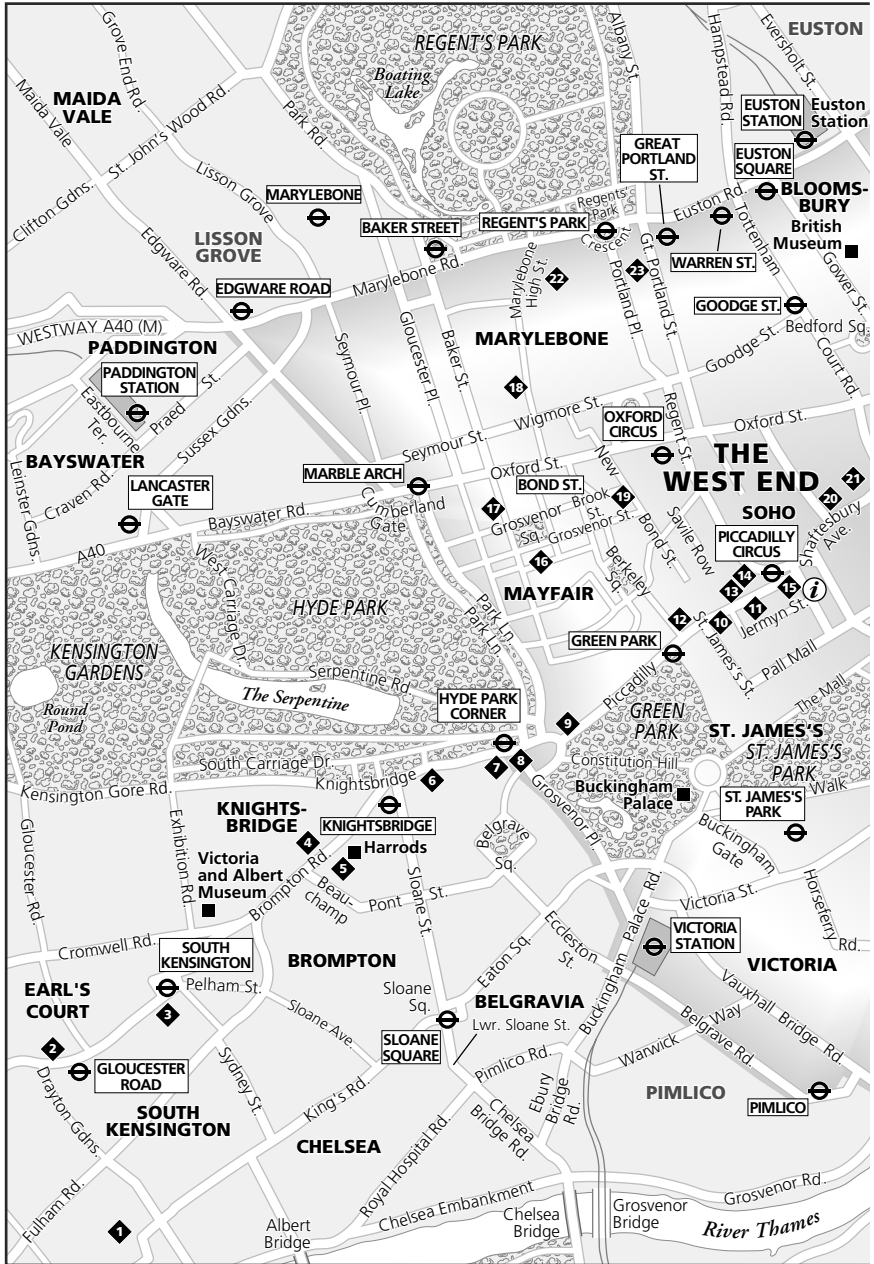 REGENT'S PARK
Boating
Lake
EUSTON
Grove End Rd.
Maida Vale
MAIDA
VALE
St. John's Wood Rd.
Park Rd.
Albany St.
Hampstead Rd.
Eversholt St.
EUSTON
STATION
Euston
Station
GREAT
PORTLAND
ST.
EUSTON
SQUARE
Clifton Gdns.
Lisson Grove
MARYLEBONE
BAKER STREET
REGENT'S PARK
Regents'
Park
Crescent
Euston Rd.
BLOOMS-
BURY
British
Museum
LISSON
GROVE
Edgware Rd.
Marylebone Rd.
WARREN ST.
Tottenham
Court Rd.
Gower St.
EDGWARE ROAD
Marylebone
High St.
22
23
Portland Pl.
Gt. Portland St.
GOODGE ST.
Bedford Sq.
WESTWAY A40 (M)
PADDINGTON
PADDINGTON
STATION
Eastbourne
Ter.
Praed St.
Sussex Gdns.
Seymour Pl.
Gloucester Pl.
Baker St.
MARYLEBONE
Goodge St.
18
Wigmore St.
OXFORD
CIRCUS
Regent St.
Oxford St.
BAYSWATER
Leinster Gdns.
Craven Rd.
LANCASTER
GATE
Seymour St.
MARBLE ARCH
Oxford St.
BOND ST.
New
Bond St.
THE
WEST END
21
20
Cumberland
Gate
Bayswater Rd.
A40
17
Grosvenor
Sq.
Brook
St.
Grosvenor St.
19
Savile Row
SOHO
Shaftesbury
Ave.
PICCADILLY
CIRCUS
West Carriage Dr.
HYDE PARK
16
MAYFAIR
Berkeley
Sq.
14
13
15
i
Park Ln.
Park Ln
12
10
11
Jermyn St.
St. James's St.
Pall Mall
KENSINGTON
GARDENS
GREEN PARK
Serpentine Rd
The Serpentine
Round
Pond
HYDE PARK
CORNER
9
Piccadilly
GREEN
PARK
The Mall
ST. JAMES'S
ST. JAMES'S
PARK
South Carriage Dr.
Kensington Gore Rd.
Knightsbridge
6
7
8
Constitution Hill
Grosvenor Pl.
Buckingham
Palace
Walk
ST. JAMES'S
PARK
KNIGHTS-
BRIDGE
KNIGHTSBRIDGE
4
Harrods
5
Belgrave
Sq.
Buckingham
Gate
Gloucester Rd.
Exhibition Rd.
Victoria
and Albert
Museum
Brompton Rd.
Beau-
champ
Pont St.
Sloane St.
Victoria St.
Horseferry
Rd.
Cromwell Rd.
SOUTH
KENSINGTON
BROMPTON
Eaton Sq.
Eccleston
St.
Buckingham Palace Rd.
VICTORIA
STATION
VICTORIA
EARL'S
COURT
Pelham St.
3
Sloane
Sq.
BELGRAVIA
Lwr. Sloane St.
Vauxhall Bridge Rd.
2
GLOUCESTER
ROAD
Sloane Ave.
SLOANE
SQUARE
Belgrave Rd.
Warwick Way
Drayton Gdns.
Sydney St.
King's Rd.
Pimlico Rd.
PIMLICO
PIMLICO
SOUTH
KENSINGTON
CHELSEA
Ebury
Bridge
Rd.
Chelsea
Bridge Rd.
Royal Hospital Rd.
Fulham Rd.
1
Chelsea Embankment
Grosvenor Rd.
Albert
Bridge
Chelsea
Bridge
Grosvenor
Bridge
River Thames